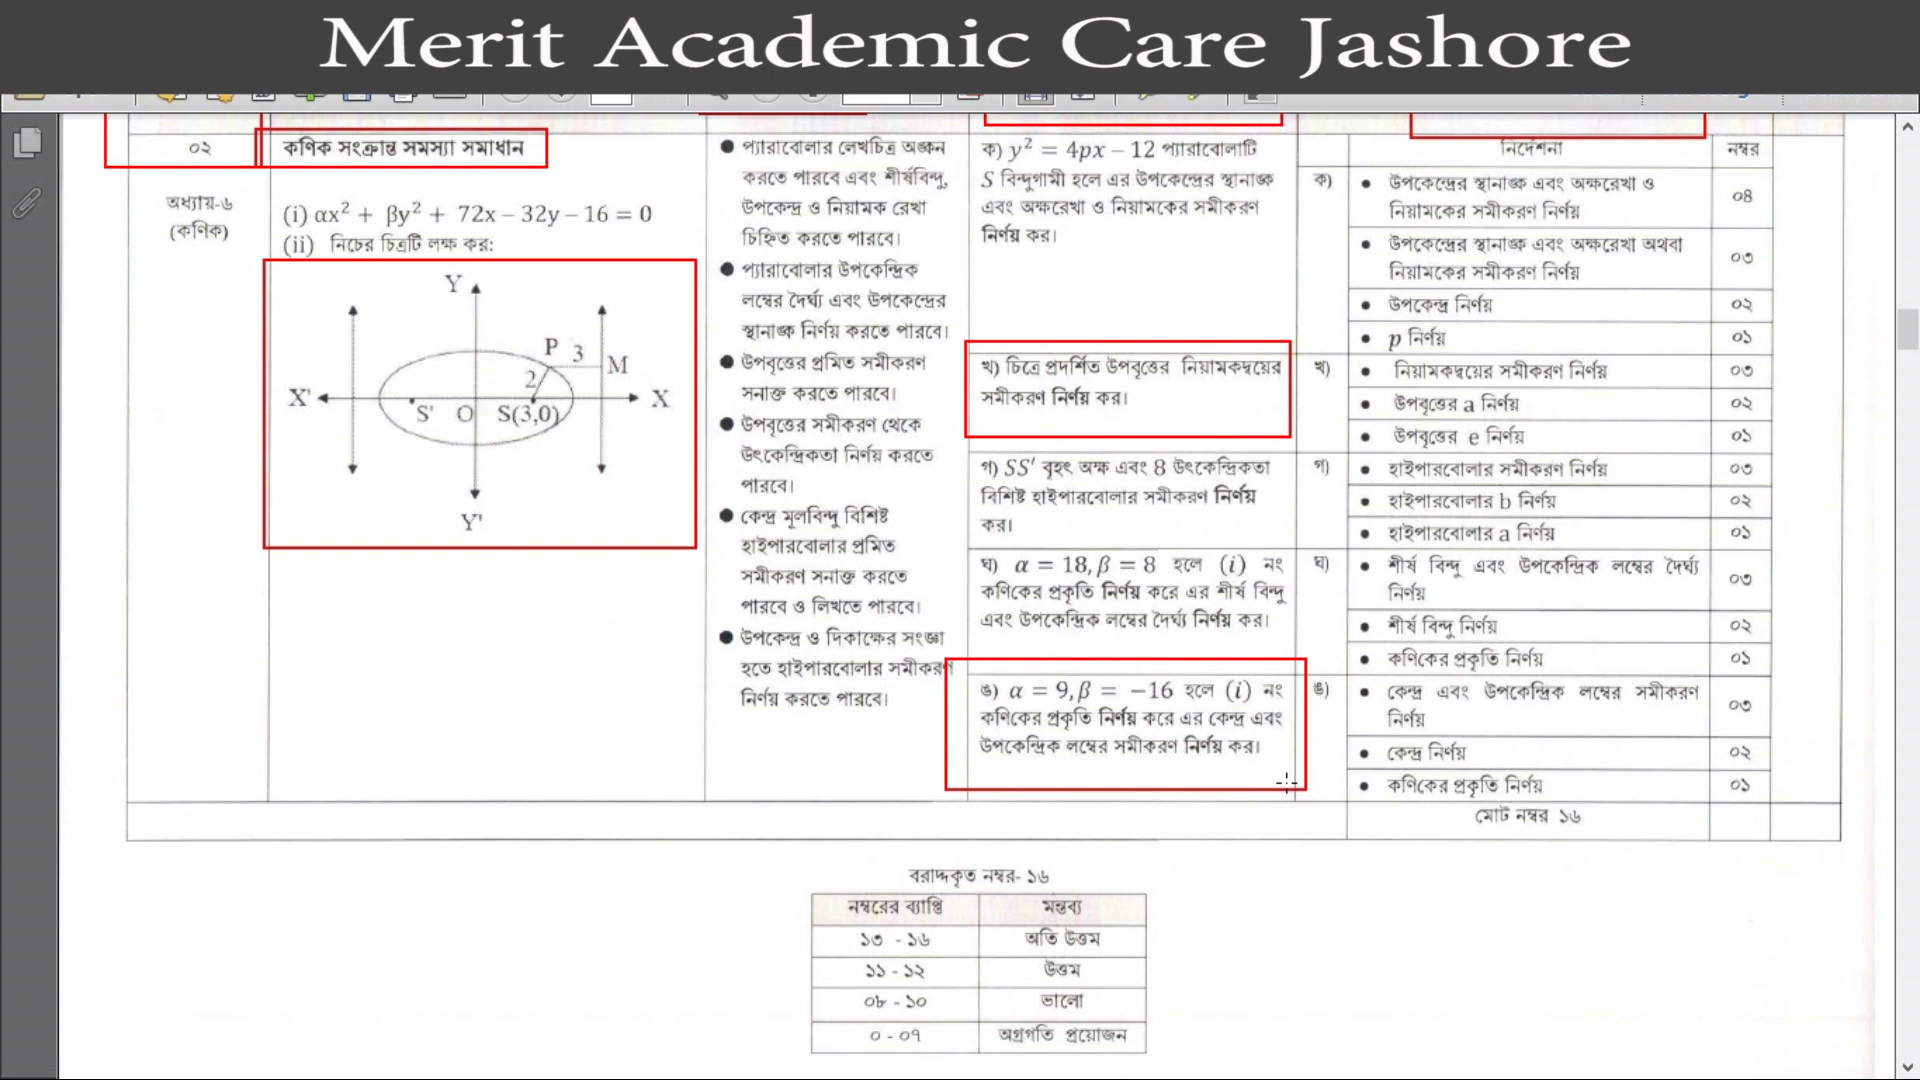 Merit Academic Care Jashore
০২
কণিক সংক্রান্ত সমস্যা সমাধান
অধ্যায়-৬
(কণিক)
(i) αx² + βy² + 72x – 32y – 16 = 0
(ii) নিচের চিত্রটি লক্ষ কর:
Y
P 3
M
2
X'
S' O S(3,0)
X
Y'
● প্যারাবোলার লেখচিত্র অঙ্কন
করতে পারবে এবং শীর্ষবিন্দু,
উপকেন্দ্র ও নিয়ামক রেখা
চিহ্নিত করতে পারবে।
● প্যারাবোলার উপকেন্দ্রিক
লম্বের দৈর্ঘ্য এবং উপকেন্দ্রের
স্থানাঙ্ক নির্ণয় করতে পারবে।
● উপবৃত্তের প্রমিত সমীকরণ
সনাক্ত করতে পারবে।
● উপবৃত্তের সমীকরণ থেকে
উৎকেন্দ্রিকতা নির্ণয় করতে
পারবে।
● কেন্দ্র মূলবিন্দু বিশিষ্ট
হাইপারবোলার প্রমিত
সমীকরণ সনাক্ত করতে
পারবে ও লিখতে পারবে।
● উপকেন্দ্র ও দিকাক্ষের সংজ্ঞা
হতে হাইপারবোলার সমীকরণ
নির্ণয় করতে পারবে।
ক) y² = 4px – 12 প্যারাবোলাটি
S বিন্দুগামী হলে এর উপকেন্দ্রের স্থানাঙ্ক
এবং অক্ষরেখা ও নিয়ামকের সমীকরণ
নির্ণয় কর।
খ) চিত্রে প্রদর্শিত উপবৃত্তের নিয়ামকদ্বয়ের
সমীকরণ নির্ণয় কর।
গ) SS′ বৃহৎ অক্ষ এবং 8 উৎকেন্দ্রিকতা
বিশিষ্ট হাইপারবোলার সমীকরণ নির্ণয়
কর।
ঘ) α = 18, β = 8 হলে (i) নং
কণিকের প্রকৃতি নির্ণয় করে এর শীর্ষ বিন্দু
এবং উপকেন্দ্রিক লম্বের দৈর্ঘ্য নির্ণয় কর।
ঙ) α = 9, β = −16 হলে (i) নং
কণিকের প্রকৃতি নির্ণয় করে এর কেন্দ্র এবং
উপকেন্দ্রিক লম্বের সমীকরণ নির্ণয় কর।
নির্দেশনা নম্বর
ক) • উপকেন্দ্রের স্থানাঙ্ক এবং অক্ষরেখা ও
নিয়ামকের সমীকরণ নির্ণয় ০৪
• উপকেন্দ্রের স্থানাঙ্ক এবং অক্ষরেখা অথবা
নিয়ামকের সমীকরণ নির্ণয় ০৩
• উপকেন্দ্র নির্ণয় ০২
• p নির্ণয় ০১
খ) • নিয়ামকদ্বয়ের সমীকরণ নির্ণয় ০৩
• উপবৃত্তের a নির্ণয় ০২
• উপবৃত্তের e নির্ণয় ০১
গ) • হাইপারবোলার সমীকরণ নির্ণয় ০৩
• হাইপারবোলার b নির্ণয় ০২
• হাইপারবোলার a নির্ণয় ০১
ঘ) • শীর্ষ বিন্দু এবং উপকেন্দ্রিক লম্বের দৈর্ঘ্য
নির্ণয় ০৩
• শীর্ষ বিন্দু নির্ণয় ০২
• কণিকের প্রকৃতি নির্ণয় ০১
ঙ) • কেন্দ্র এবং উপকেন্দ্রিক লম্বের সমীকরণ
নির্ণয় ০৩
• কেন্দ্র নির্ণয় ০২
• কণিকের প্রকৃতি নির্ণয় ০১
মোট নম্বর ১৬
বরাদ্দকৃত নম্বর- ১৬
নম্বরের ব্যাপ্তি মন্তব্য
১৩ - ১৬ অতি উত্তম
১১ - ১২ উত্তম
০৮ - ১০ ভালো
০ - ০৭ অগ্রগতি প্রয়োজন